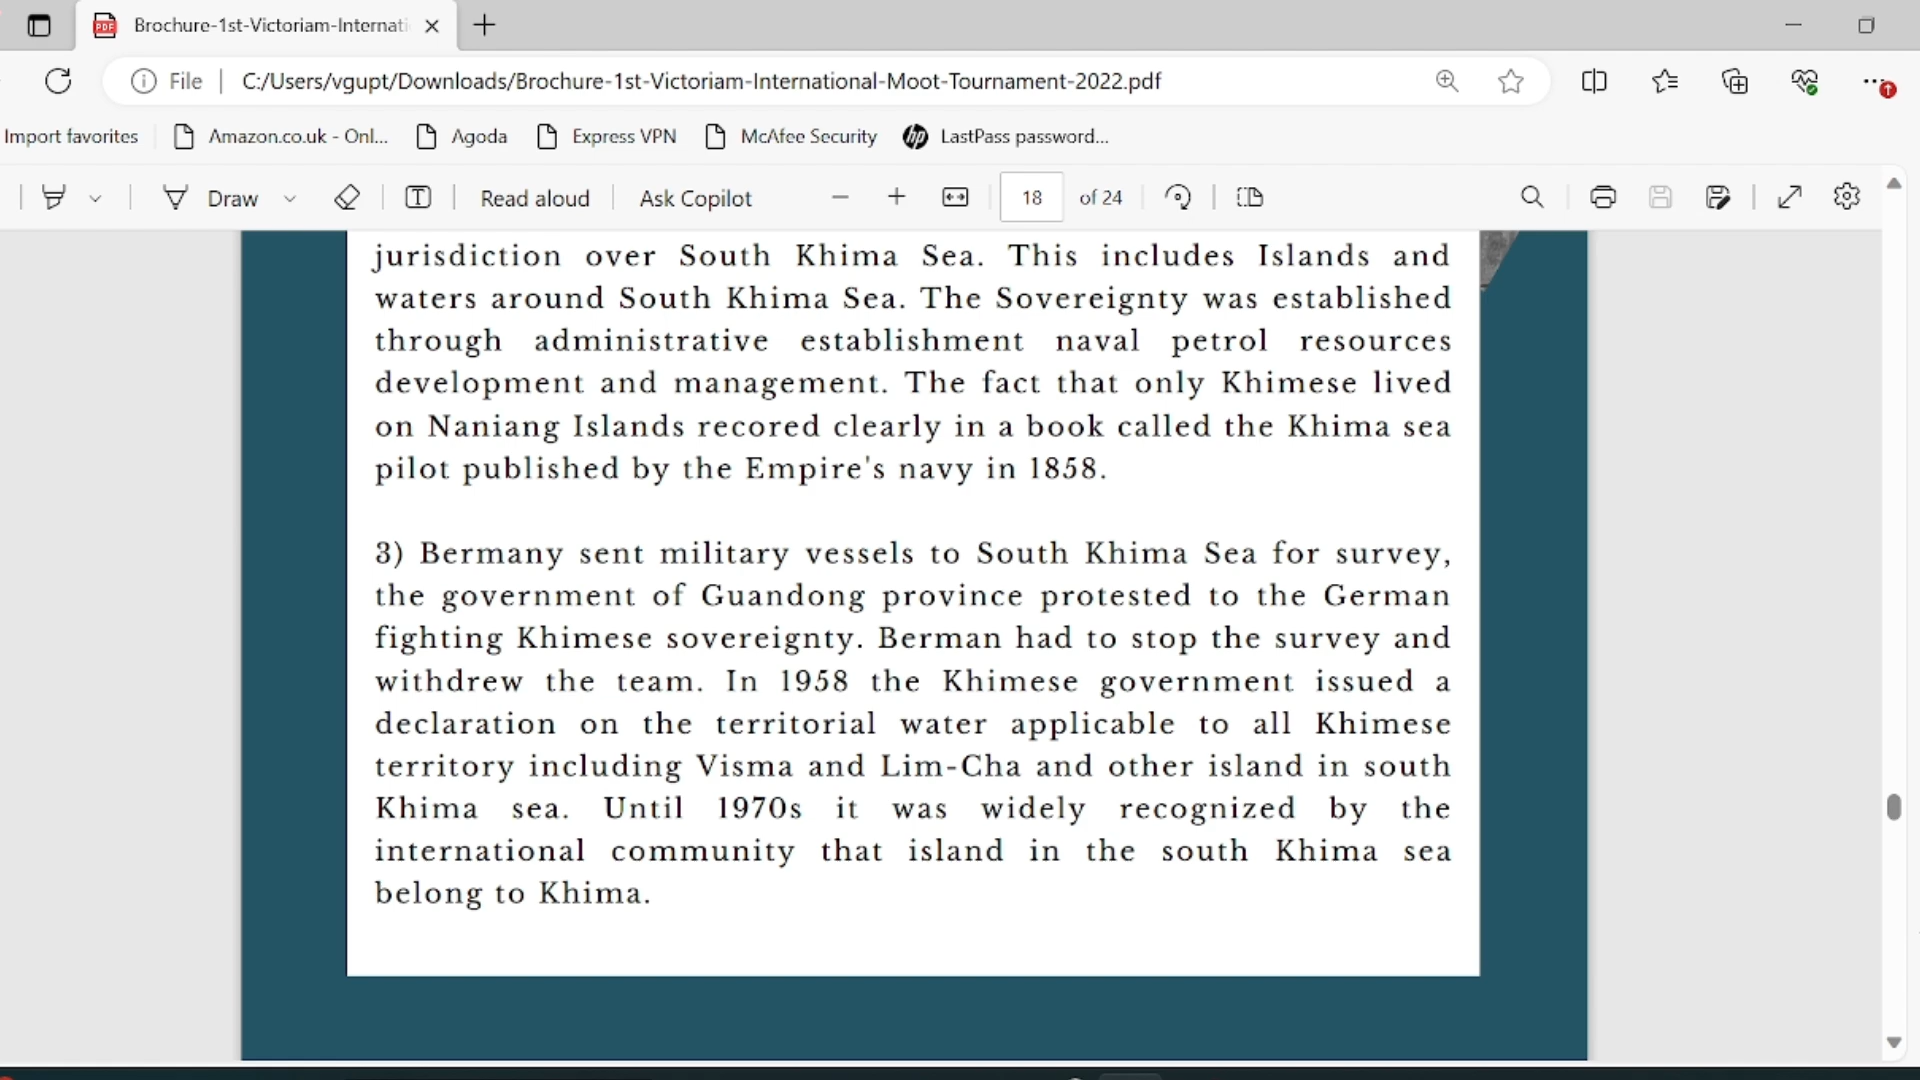 Brochure-1st-Victoriam-Internati
File C:/Users/vgupt/Downloads/Brochure-1st-Victoriam-International-Moot-Tournament-2022.pdf
Import favorites Amazon.co.uk - Onl... Agoda Express VPN McAfee Security LastPass password...
Draw Read aloud Ask Copilot 18 of 24
jurisdiction over South Khima Sea. This includes Islands and
waters around South Khima Sea. The Sovereignty was established
through administrative establishment naval petrol resources
development and management. The fact that only Khimese lived
on Naniang Islands recored clearly in a book called the Khima sea
pilot published by the Empire's navy in 1858.
3) Bermany sent military vessels to South Khima Sea for survey,
the government of Guandong province protested to the German
fighting Khimese sovereignty. Berman had to stop the survey and
withdrew the team. In 1958 the Khimese government issued a
declaration on the territorial water applicable to all Khimese
territory including Visma and Lim-Cha and other island in south
Khima sea. Until 1970s it was widely recognized by the
international community that island in the south Khima sea
belong to Khima.